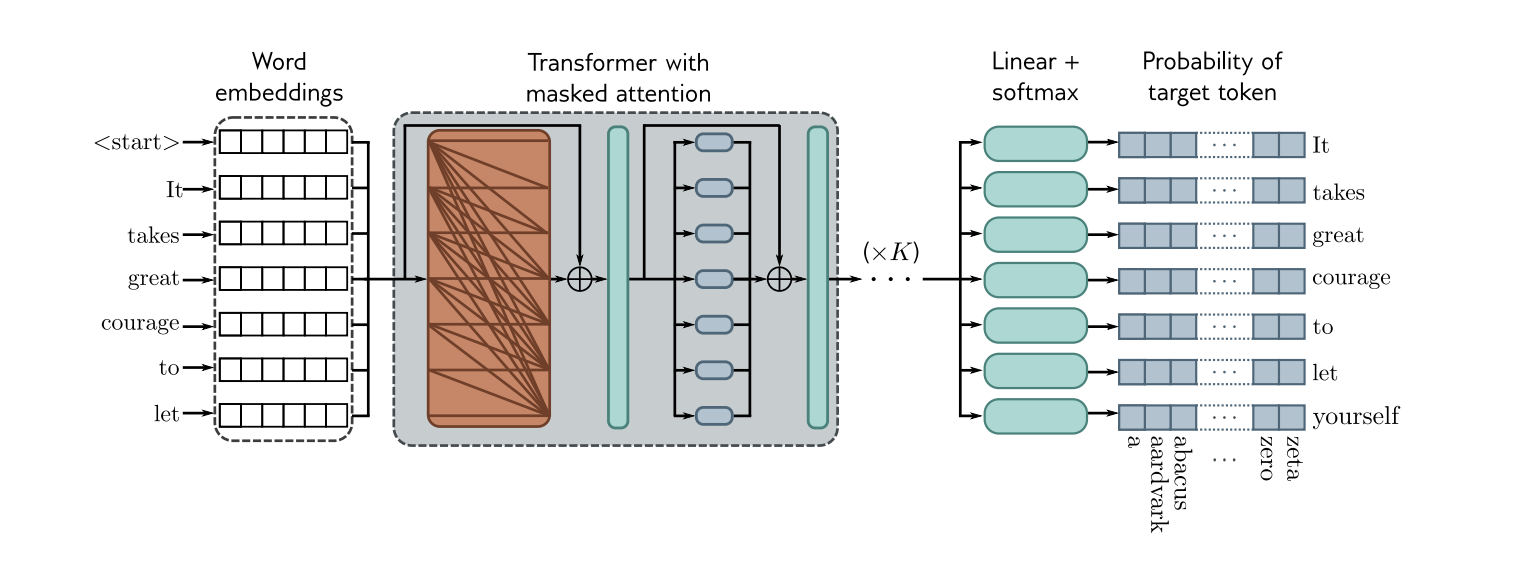 Word
embeddings
Transformer with
masked attention
Linear +
softmax
Probability of
target token
<start>
It
takes
great
courage
to
let
(×K)
. . . .
It
takes
great
courage
to
let
yourself
a
aardvark
abacus
...
zero
zeta